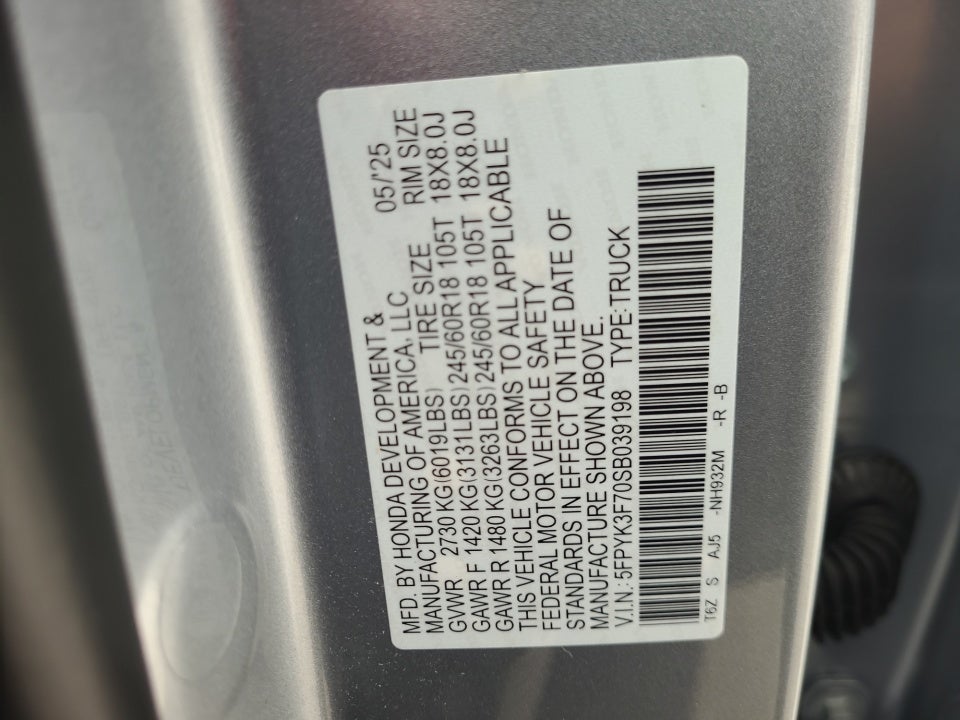 MFD. BY HONDA DEVELOPMENT & 05/'25
MANUFACTURING OF AMERICA, LLC
TIRE SIZE RIM SIZE
GVWR 2730 KG(6019LBS)
GAWR F 1420 KG(3131LBS)245/60R18 105T 18X8.0J
GAWR R 1480 KG(3263LBS)245/60R18 105T 18X8.0J
THIS VEHICLE CONFORMS TO ALL APPLICABLE
FEDERAL MOTOR VEHICLE SAFETY
STANDARDS IN EFFECT ON THE DATE OF
MANUFACTURE SHOWN ABOVE.
V.I.N.: 5FPYK3F70SB039198 TYPE:TRUCK
T6Z S AJ5 -NH932M -R -B